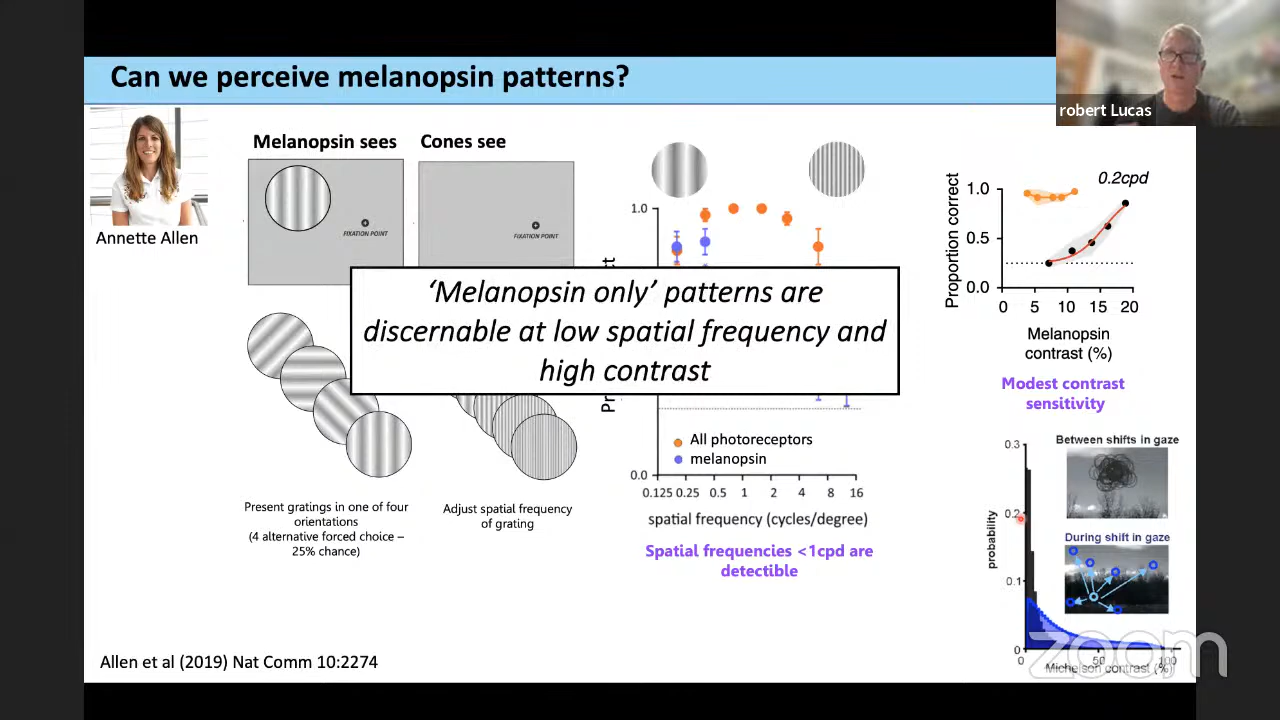 Can we perceive melanopsin patterns?
robert Lucas
Annette Allen
Melanopsin sees
Cones see
FIXATION POINT
FIXATION POINT
‘Melanopsin only’ patterns are
discernable at low spatial frequency and
high contrast
Present gratings in one of four
orientations
(4 alternative forced choice –
25% chance)
Adjust spatial frequency
of grating
1.0
0.0
All photoreceptors
melanopsin
0.125 0.25 0.5 1 2 4 8 16
spatial frequency (cycles/degree)
Spatial frequencies <1cpd are
detectible
Proportion correct
0.2cpd
1.0
0.5
0.0
0 5 10 15 20
Melanopsin
contrast (%)
Modest contrast
sensitivity
probability
0.3
0.2
0.1
0
Between shifts in gaze
During shift in gaze
0 50 100
Michelson contrast (%)
zoom
Allen et al (2019) Nat Comm 10:2274